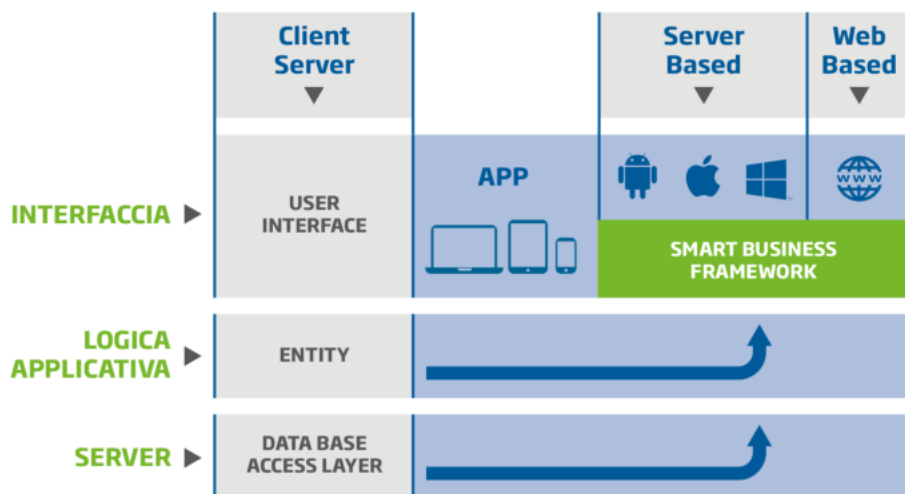 Client
Server
Server
Based
Web
Based
INTERFACCIA
USER
INTERFACE
APP
WWW
SMART BUSINESS
FRAMEWORK
LOGICA
APPLICATIVA
ENTITY
SERVER
DATA BASE
ACCESS LAYER